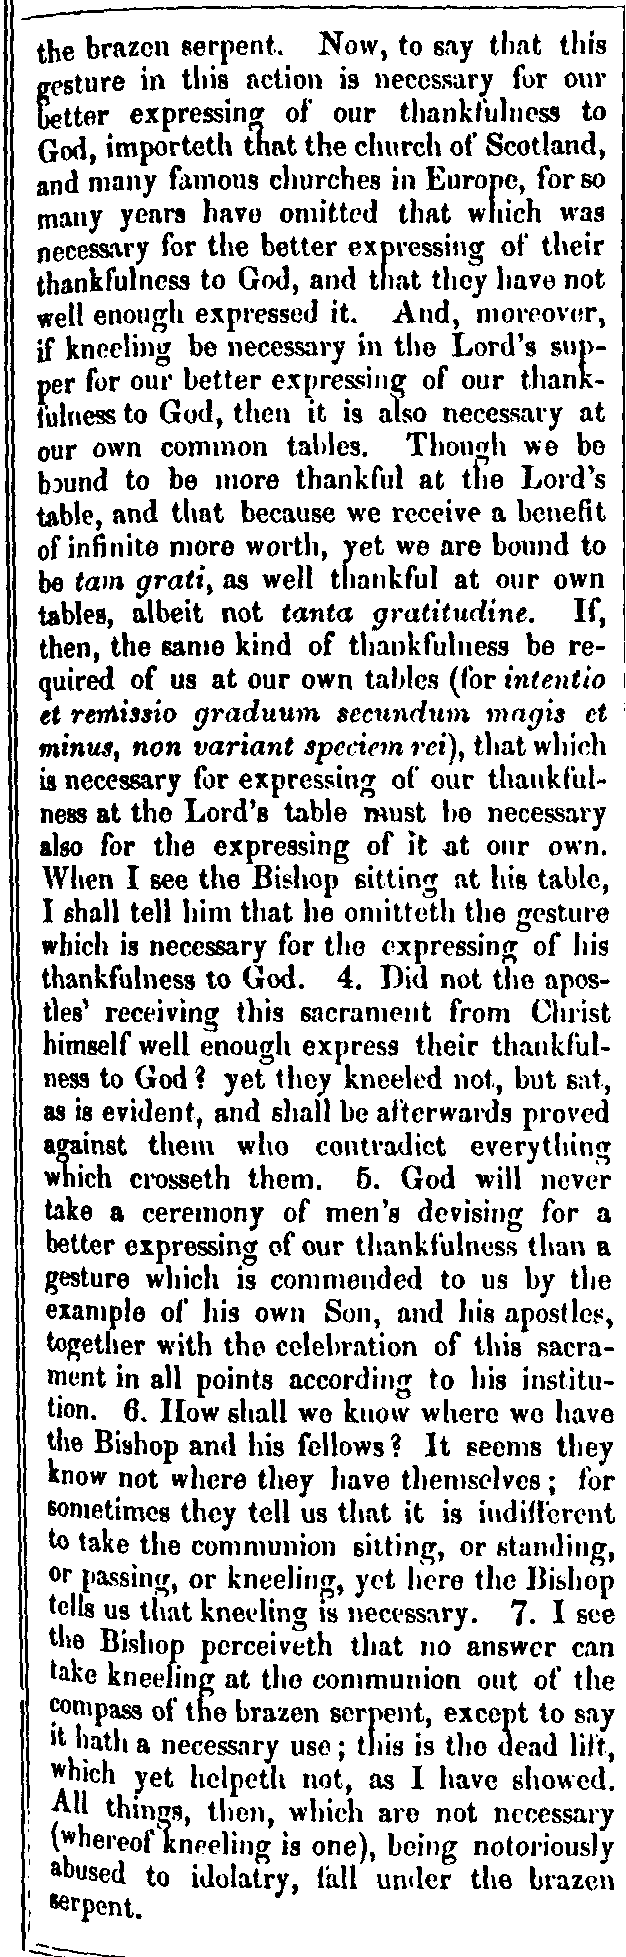 the brazen serpent. Now, to say that this
gesture in this action is necessary for our
better expressing of our thankfulness to
God, importeth that the church of Scotland,
and many famous churches in Europe, for so
many years have omitted that which was
necessary for the better expressing of their
thankfulness to God, and that they have not
well enough expressed it. And, moreover,
if kneeling be necessary in the Lord's sup-
per for our better expressing of our thank-
fulness to God, then it is also necessary at
our own common tables. Though we be
bound to be more thankful at the Lord's
table, and that because we receive a benefit
of infinite more worth, yet we are bound to
be tam grati, as well thankful at our own
tables, albeit not tanta gratitudine. If,
then, the same kind of thankfulness be re-
quired of us at our own tables (for intentio
et remissio graduum secundum magis et
minus, non variant speciem rei), that which
is necessary for expressing of our thankful-
ness at the Lord's table must be necessary
also for the expressing of it at our own.
When I see the Bishop sitting at his table,
I shall tell him that he omitteth the gesture
which is necessary for the expressing of his
thankfulness to God. 4. Did not the apos-
tles' receiving this sacrament from Christ
himself well enough express their thankful-
ness to God? yet they kneeled not, but sat,
as is evident, and shall be afterwards proved
against them who contradict everything
which crosseth them. 5. God will never
take a ceremony of men's devising for a
better expressing of our thankfulness than a
gesture which is commended to us by the
example of his own Son, and his apostles,
together with the celebration of this sacra-
ment in all points according to his institu-
tion. 6. How shall we know where we have
the Bishop and his fellows? It seems they
know not where they have themselves; for
sometimes they tell us that it is indifferent
to take the communion sitting, or standing,
or passing, or kneeling, yet here the Bishop
tells us that kneeling is necessary. 7. I see
the Bishop perceiveth that no answer can
take kneeling at the communion out of the
compass of the brazen serpent, except to say
it hath a necessary use; this is the dead lift,
which yet helpeth not, as I have showed.
All things, then, which are not necessary
(whereof kneeling is one), being notoriously
abused to idolatry, fall under the brazen
serpent.